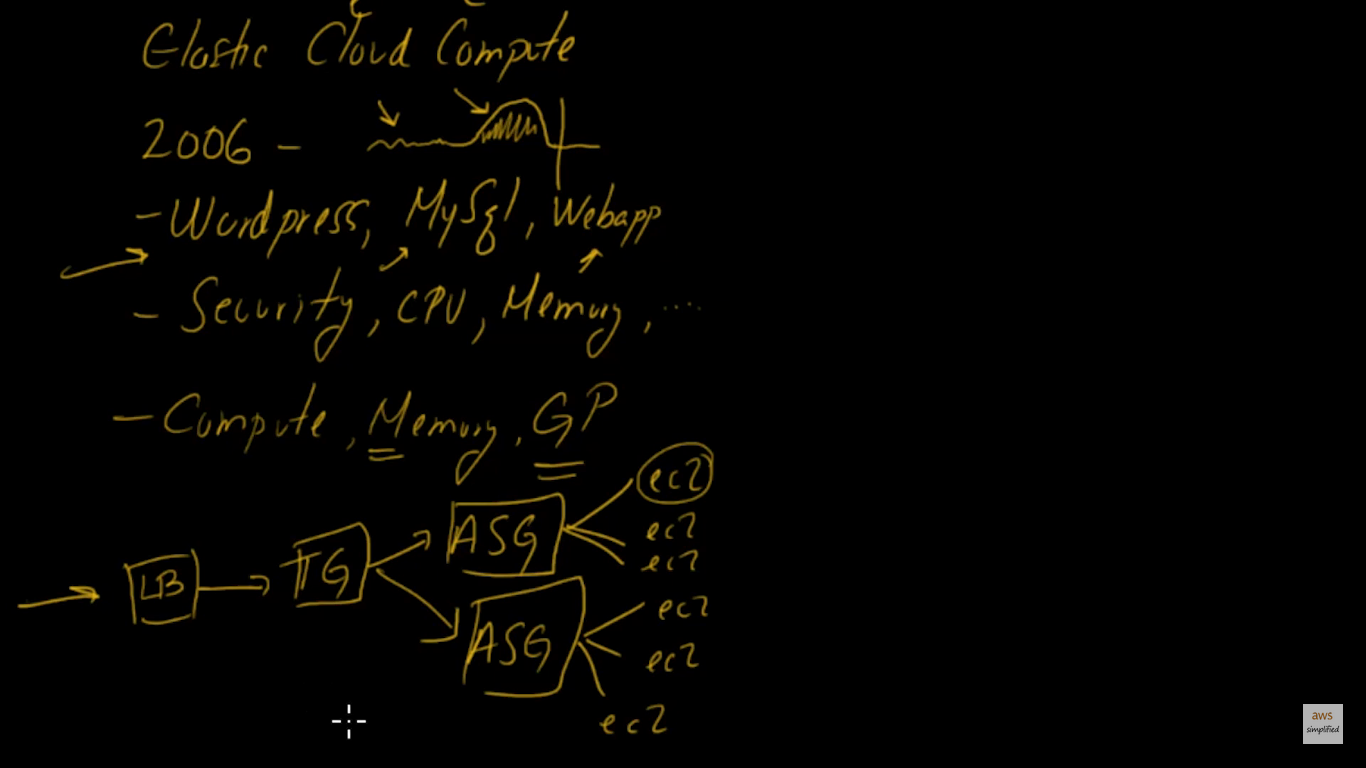 Elastic Cloud Compute
2006 -
- Wordpress, MySql, Webapp
- Security, CPU, Memory, ....
- Compute, Memory, GP
LB
TG
ASG
ec2
ec2
ec2
ASG
ec2
ec2
ec2
aws
simplified